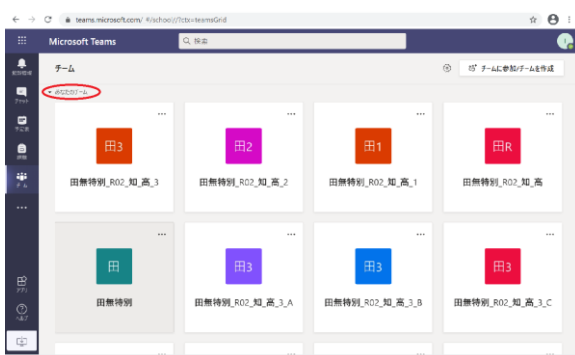 teams.microsoft.com/_#/school//?ctx=teamsGrid
Microsoft Teams
検索
チーム
チームに参加/チームを作成
あなたのチーム
チャット
課題
チーム
アプリ
ヘルプ
田3
田2
田1
田R
田無特別_R02_知_高_3
田無特別_R02_知_高_2
田無特別_R02_知_高_1
田無特別_R02_知_高
田
田3
田3
田3
田無特別
田無特別_R02_知_高_3_A
田無特別_R02_知_高_3_B
田無特別_R02_知_高_3_C